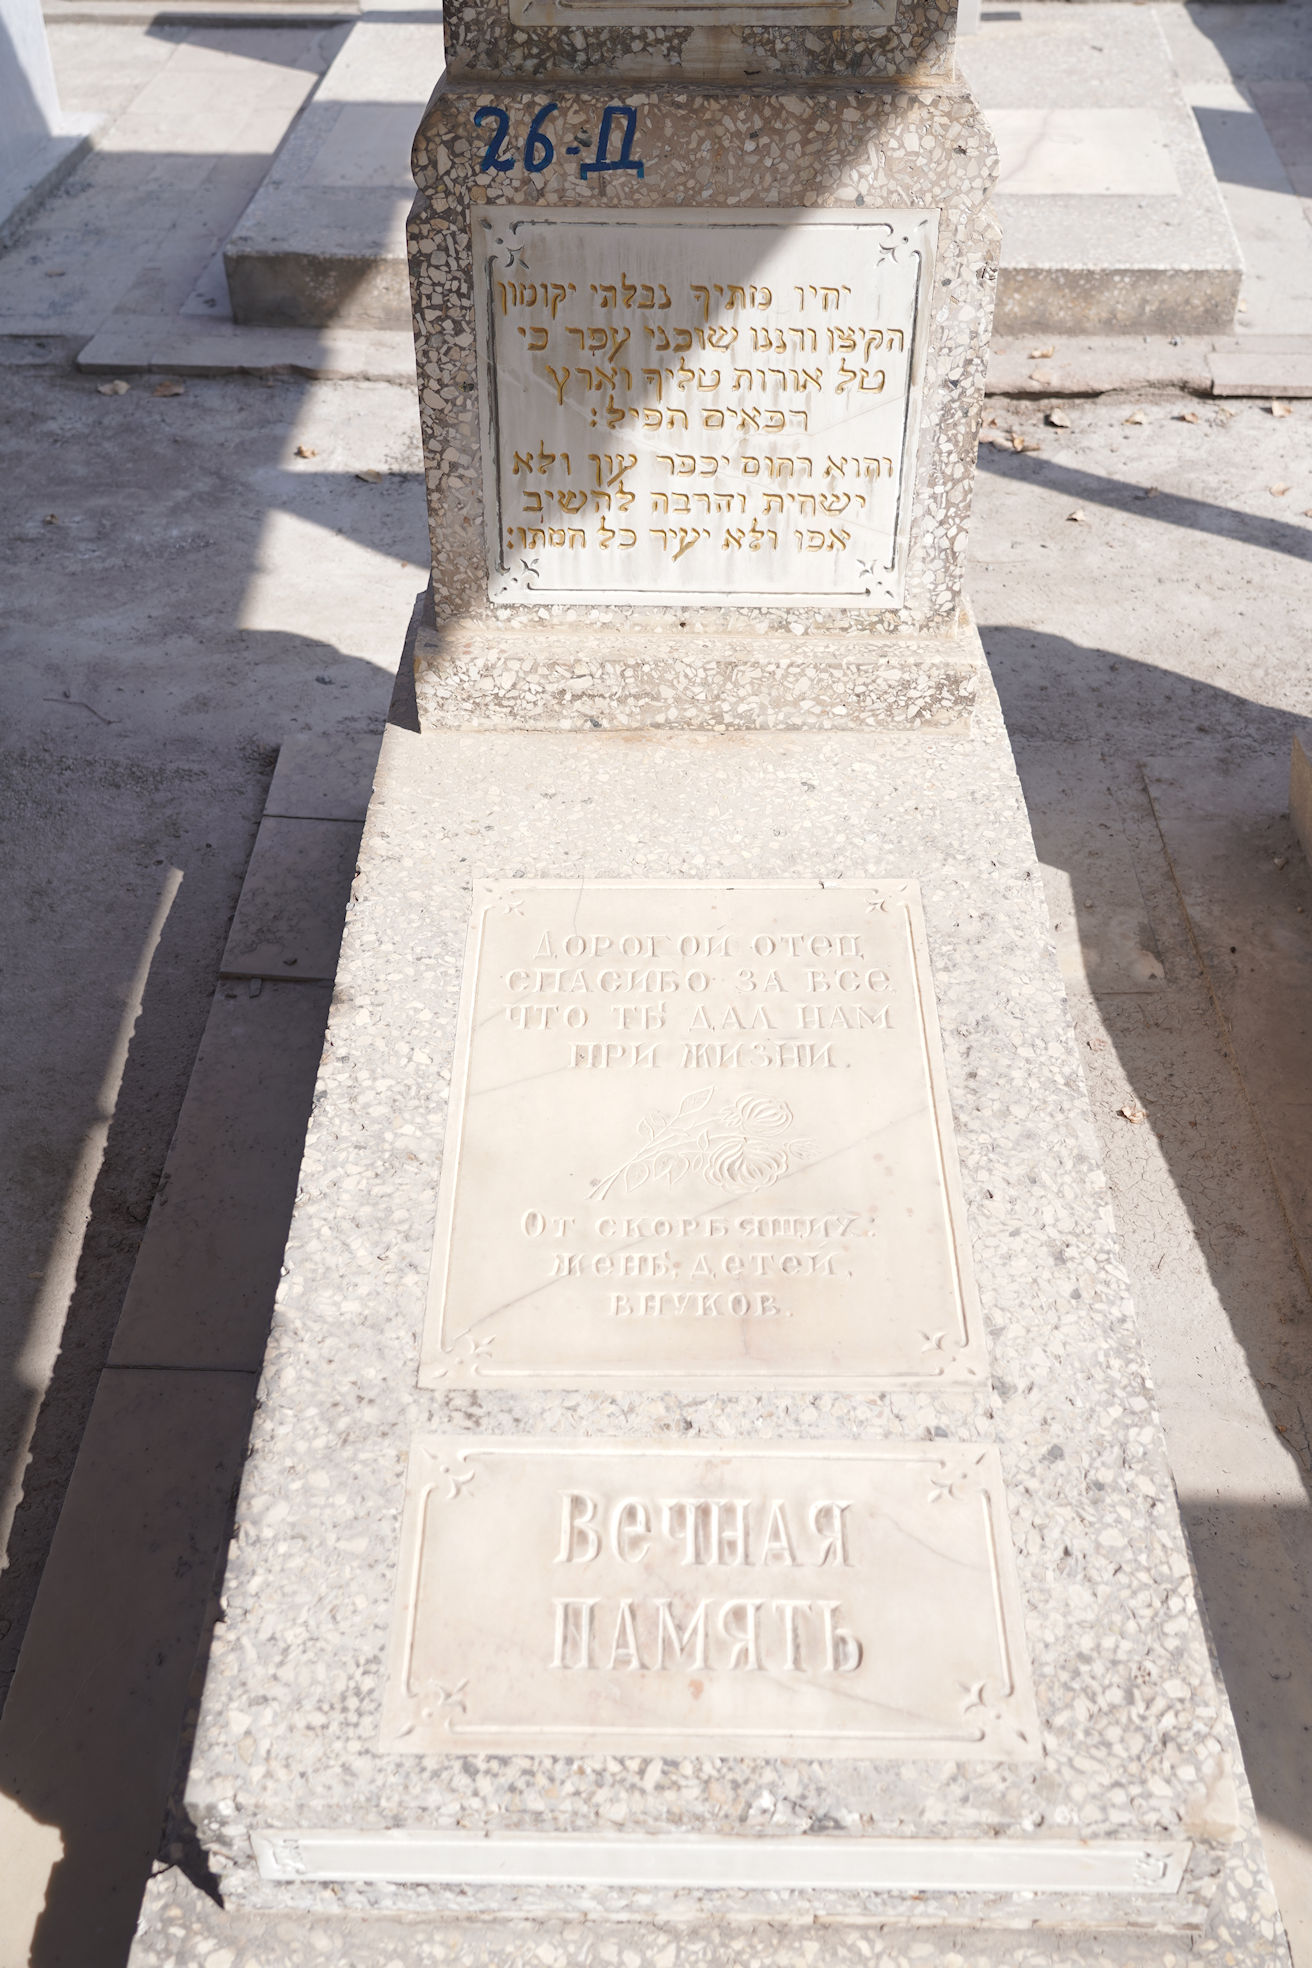 26-Д
יחיו מתיך נבלתי יקומון
הקיצו ורננו שוכני עפר כי
טל אורות טליך וארץ
רפאים תפיל:
והוא רחום יכפר עון ולא
ישחית והרבה להשיב
אפו ולא יעיר כל חמתו:
Дорогой отец,
спасибо за все,
что ты дал нам
при жизни.
От скорбящих:
жены, детей,
внуков.
Вечная
память